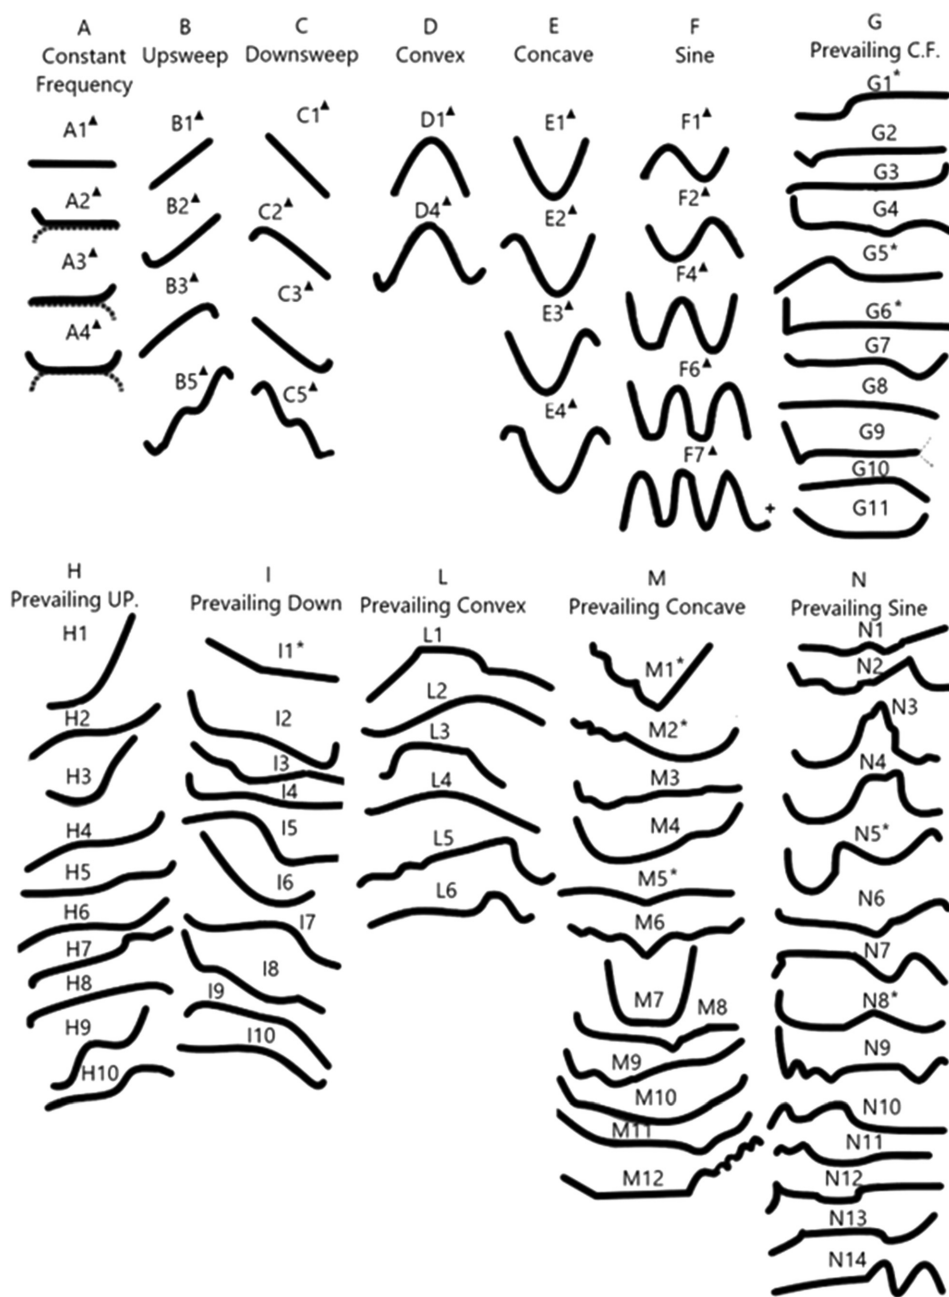 A
Constant
Frequency
A1▲
A2▲
A3▲
A4▲
B
Upsweep
B1▲
B2▲
B3▲
B5▲
C
Downsweep
C1▲
C2▲
C3▲
C5▲
D
Convex
D1▲
D4▲
E
Concave
E1▲
E2▲
E3▲
E4▲
F
Sine
F1▲
F2▲
F4▲
F6▲
F7▲
+
G
Prevailing C.F.
G1*
G2
G3
G4
G5*
G6*
G7
G8
G9
G10
G11
H
Prevailing UP.
H1
H2
H3
H4
H5
H6
H7
H8
H9
H10
I
Prevailing Down
I1*
I2
I3
I4
I5
I6
I7
I8
I9
I10
L
Prevailing Convex
L1
L2
L3
L4
L5
L6
M
Prevailing Concave
M1*
M2*
M3
M4
M5*
M6
M7
M8
M9
M10
M11
M12
N
Prevailing Sine
N1
N2
N3
N4
N5*
N6
N7
N8*
N9
N10
N11
N12
N13
N14